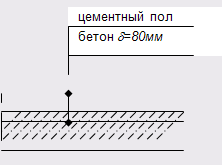 цементный пол
бетон δ=80мм